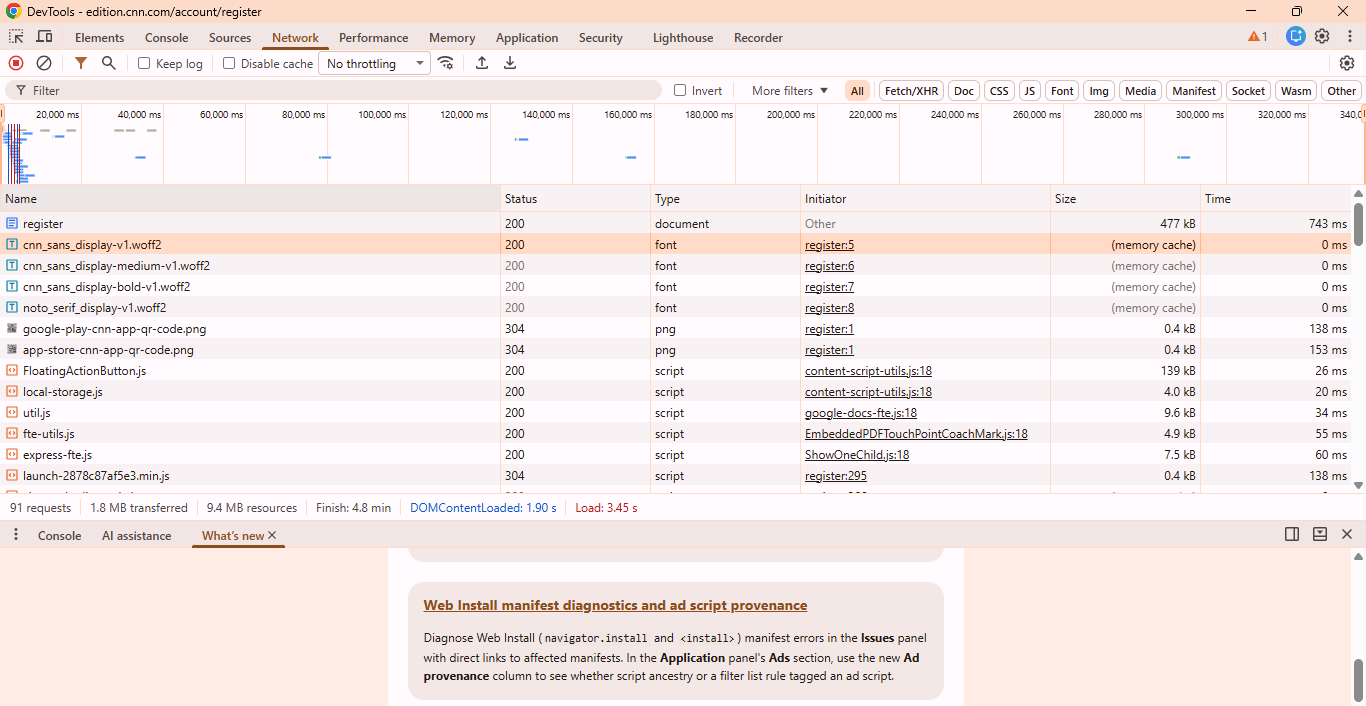 DevTools - edition.cnn.com/account/register
Elements Console Sources Network Performance Memory Application Security Lighthouse Recorder 1
Keep log Disable cache No throttling
Filter Invert More filters All Fetch/XHR Doc CSS JS Font Img Media Manifest Socket Wasm Other
20,000 ms 40,000 ms 60,000 ms 80,000 ms 100,000 ms 120,000 ms 140,000 ms 160,000 ms 180,000 ms 200,000 ms 220,000 ms 240,000 ms 260,000 ms 280,000 ms 300,000 ms 320,000 ms
Name Status Type Initiator Size Time
register 200 document Other 477 kB 743 ms
cnn_sans_display-v1.woff2 200 font register:5 (memory cache) 0 ms
cnn_sans_display-medium-v1.woff2 200 font register:6 (memory cache) 0 ms
cnn_sans_display-bold-v1.woff2 200 font register:7 (memory cache) 0 ms
noto_serif_display-v1.woff2 200 font register:8 (memory cache) 0 ms
google-play-cnn-app-qr-code.png 304 png register:1 0.4 kB 138 ms
app-store-cnn-app-qr-code.png 304 png register:1 0.4 kB 153 ms
FloatingActionButton.js 200 script content-script-utils.js:18 139 kB 26 ms
local-storage.js 200 script content-script-utils.js:18 4.0 kB 20 ms
util.js 200 script google-docs-fte.js:18 9.6 kB 34 ms
fte-utils.js 200 script EmbeddedPDFTouchPointCoachMark.js:18 4.9 kB 55 ms
express-fte.js 200 script ShowOneChild.js:18 7.5 kB 60 ms
launch-2878c87af5e3.min.js 304 script register:295 0.4 kB 138 ms
91 requests 1.8 MB transferred 9.4 MB resources Finish: 4.8 min DOMContentLoaded: 1.90 s Load: 3.45 s
Console AI assistance What's new
Web Install manifest diagnostics and ad script provenance
Diagnose Web Install (navigator.install and <install>) manifest errors in the Issues panel
with direct links to affected manifests. In the Application panel's Ads section, use the new Ad
provenance column to see whether script ancestry or a filter list rule tagged an ad script.